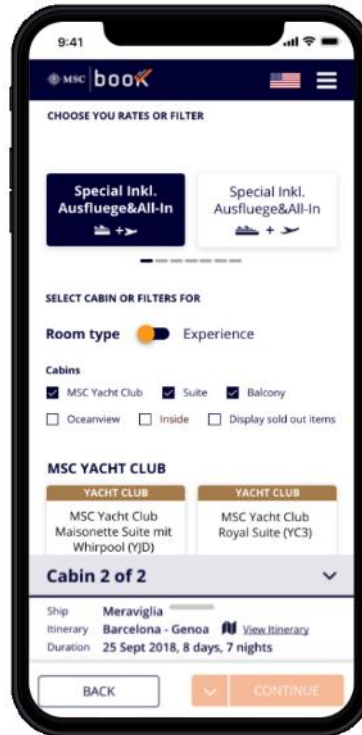 9:41
MSC book
CHOOSE YOU RATES OR FILTER
Special Inkl.
Ausfluege&All-In
+
Special Inkl.
Ausfluege&All-In
+
SELECT CABIN OR FILTERS FOR
Room type Experience
Cabins
MSC Yacht Club Suite Balcony
Oceanview Inside Display sold out items
MSC YACHT CLUB
YACHT CLUB
MSC Yacht Club
Maisonette Suite mit
Whirpool (YJD)
YACHT CLUB
MSC Yacht Club
Royal Suite (YC3)
Cabin 2 of 2
Ship Meraviglia
Itinerary Barcelona - Genoa View Itinerary
Duration 25 Sept 2018, 8 days, 7 nights
BACK
CONTINUE